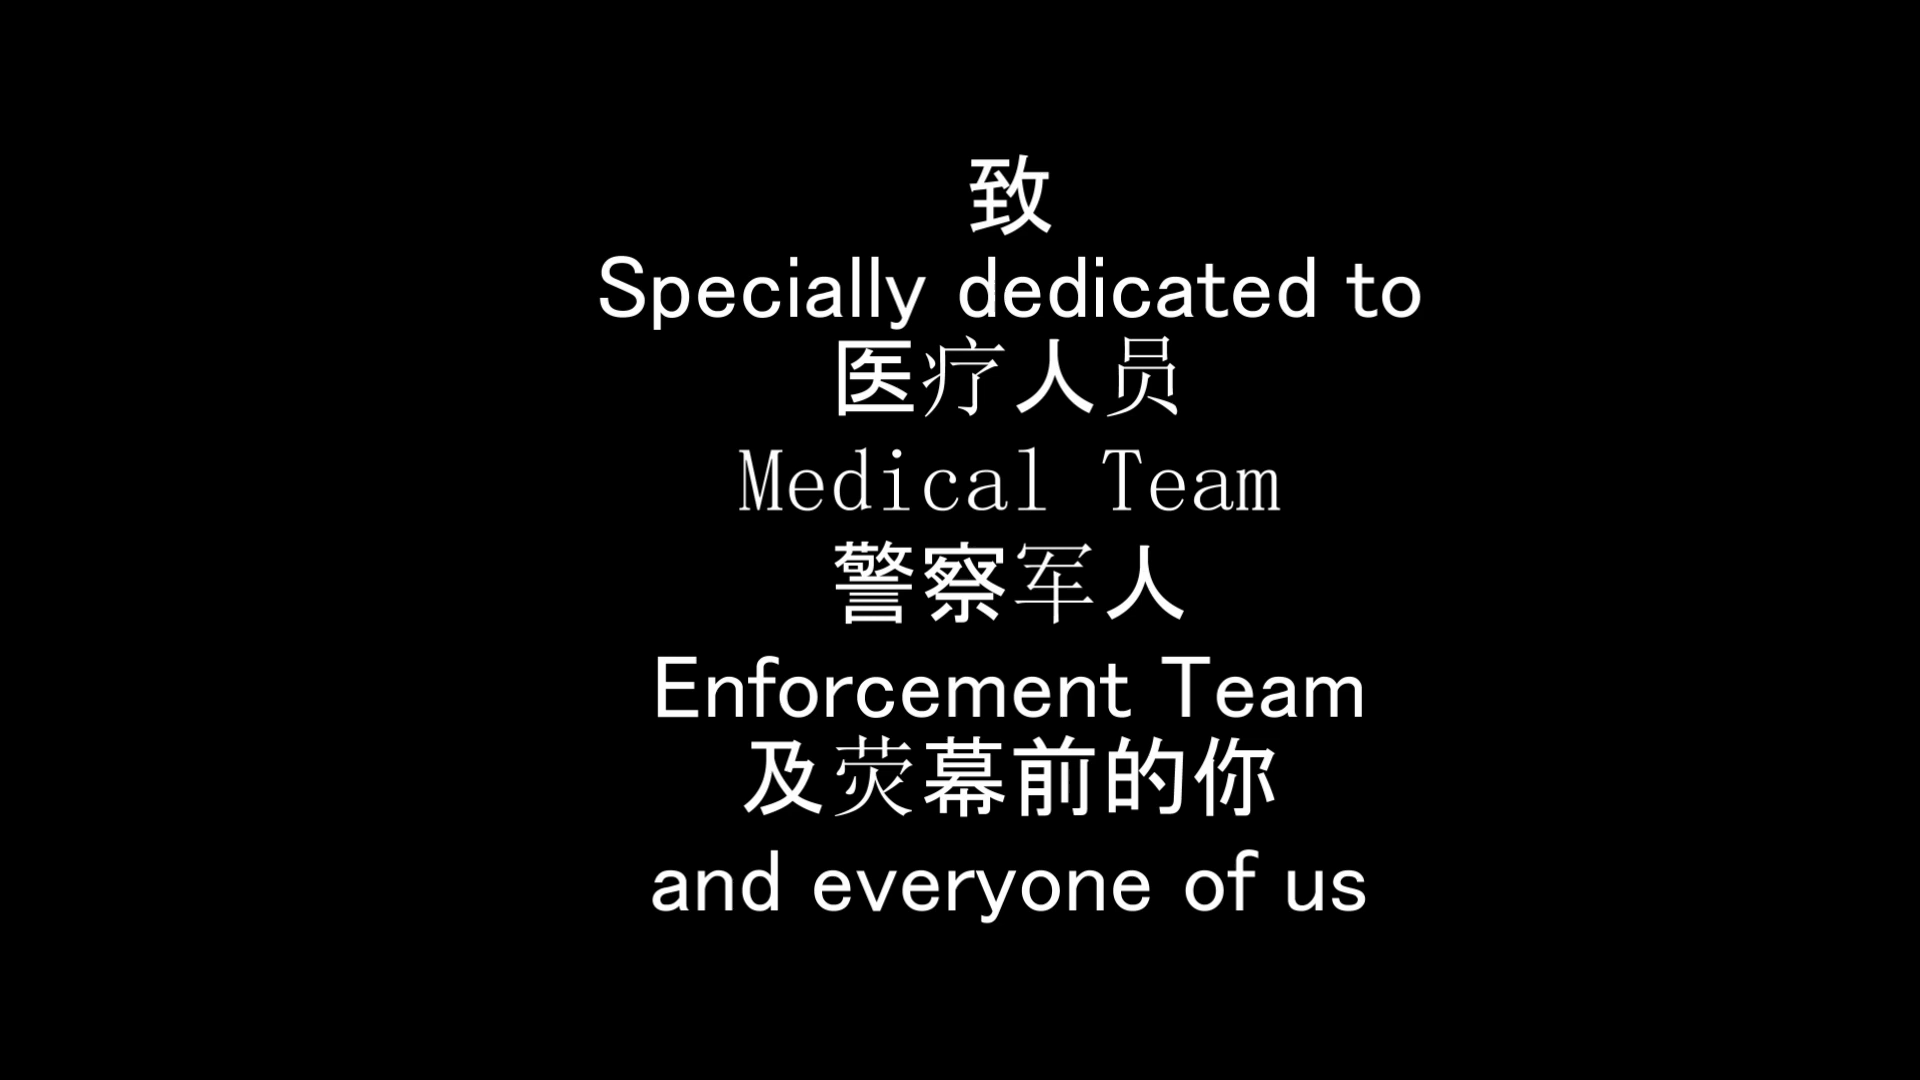 致
Specially dedicated to
医疗人员
Medical Team
警察军人
Enforcement Team
及荧幕前的你
and everyone of us